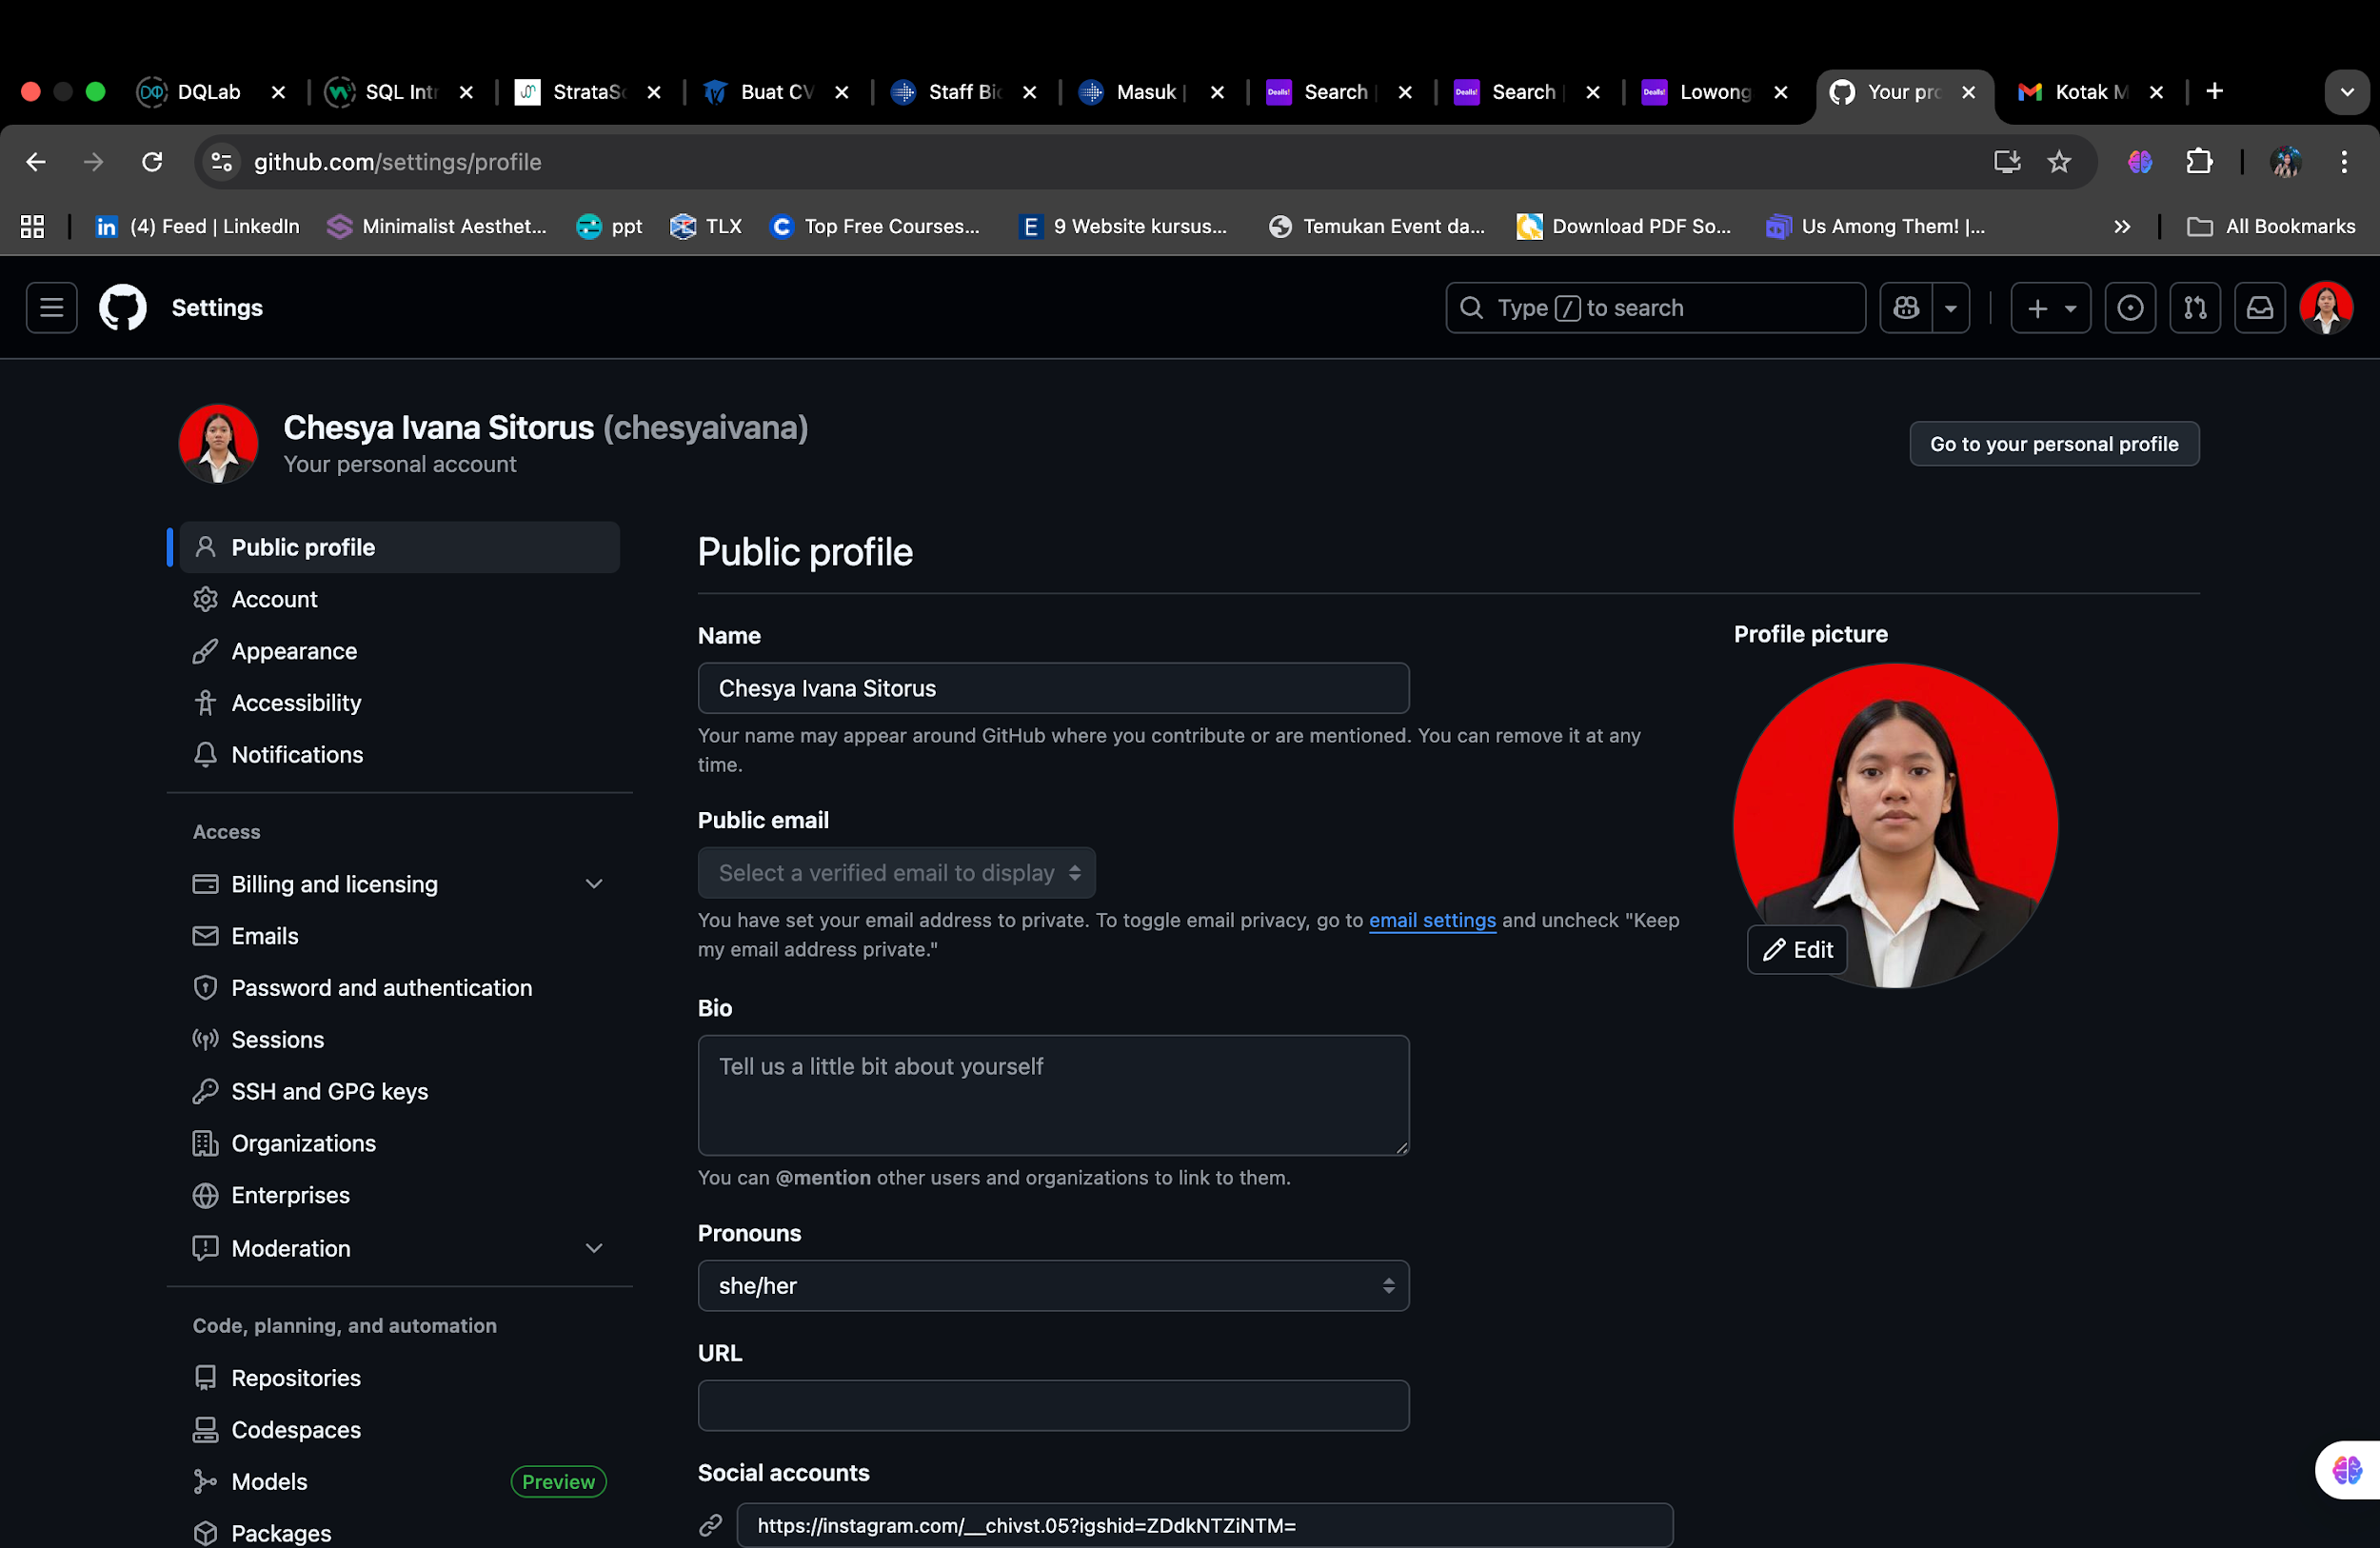 DQLab
SQL Intr
StrataSc
Buat CV
Staff Bi
Masuk |
Search |
Search |
Lowong
Your pro
Kotak M
github.com/settings/profile
(4) Feed | LinkedIn
Minimalist Aesthet...
ppt
TLX
C
Top Free Courses...
E
9 Website kursus...
Temukan Event da...
Download PDF So...
Us Among Them! |...
All Bookmarks
Settings
Type / to search
Chesya Ivana Sitorus (chesyaivana)
Your personal account
Go to your personal profile
Public profile
Account
Appearance
Accessibility
Notifications
Access
Billing and licensing
Emails
Password and authentication
Sessions
SSH and GPG keys
Organizations
Enterprises
Moderation
Code, planning, and automation
Repositories
Codespaces
Models
Preview
Packages
Public profile
Name
Chesya Ivana Sitorus
Your name may appear around GitHub where you contribute or are mentioned. You can remove it at any
time.
Public email
Select a verified email to display
You have set your email address to private. To toggle email privacy, go to email settings and uncheck "Keep
my email address private."
Bio
Tell us a little bit about yourself
You can @mention other users and organizations to link to them.
Pronouns
she/her
URL
Social accounts
https://instagram.com/__chivst.05?igshid=ZDdkNTZiNTM=
Profile picture
Edit